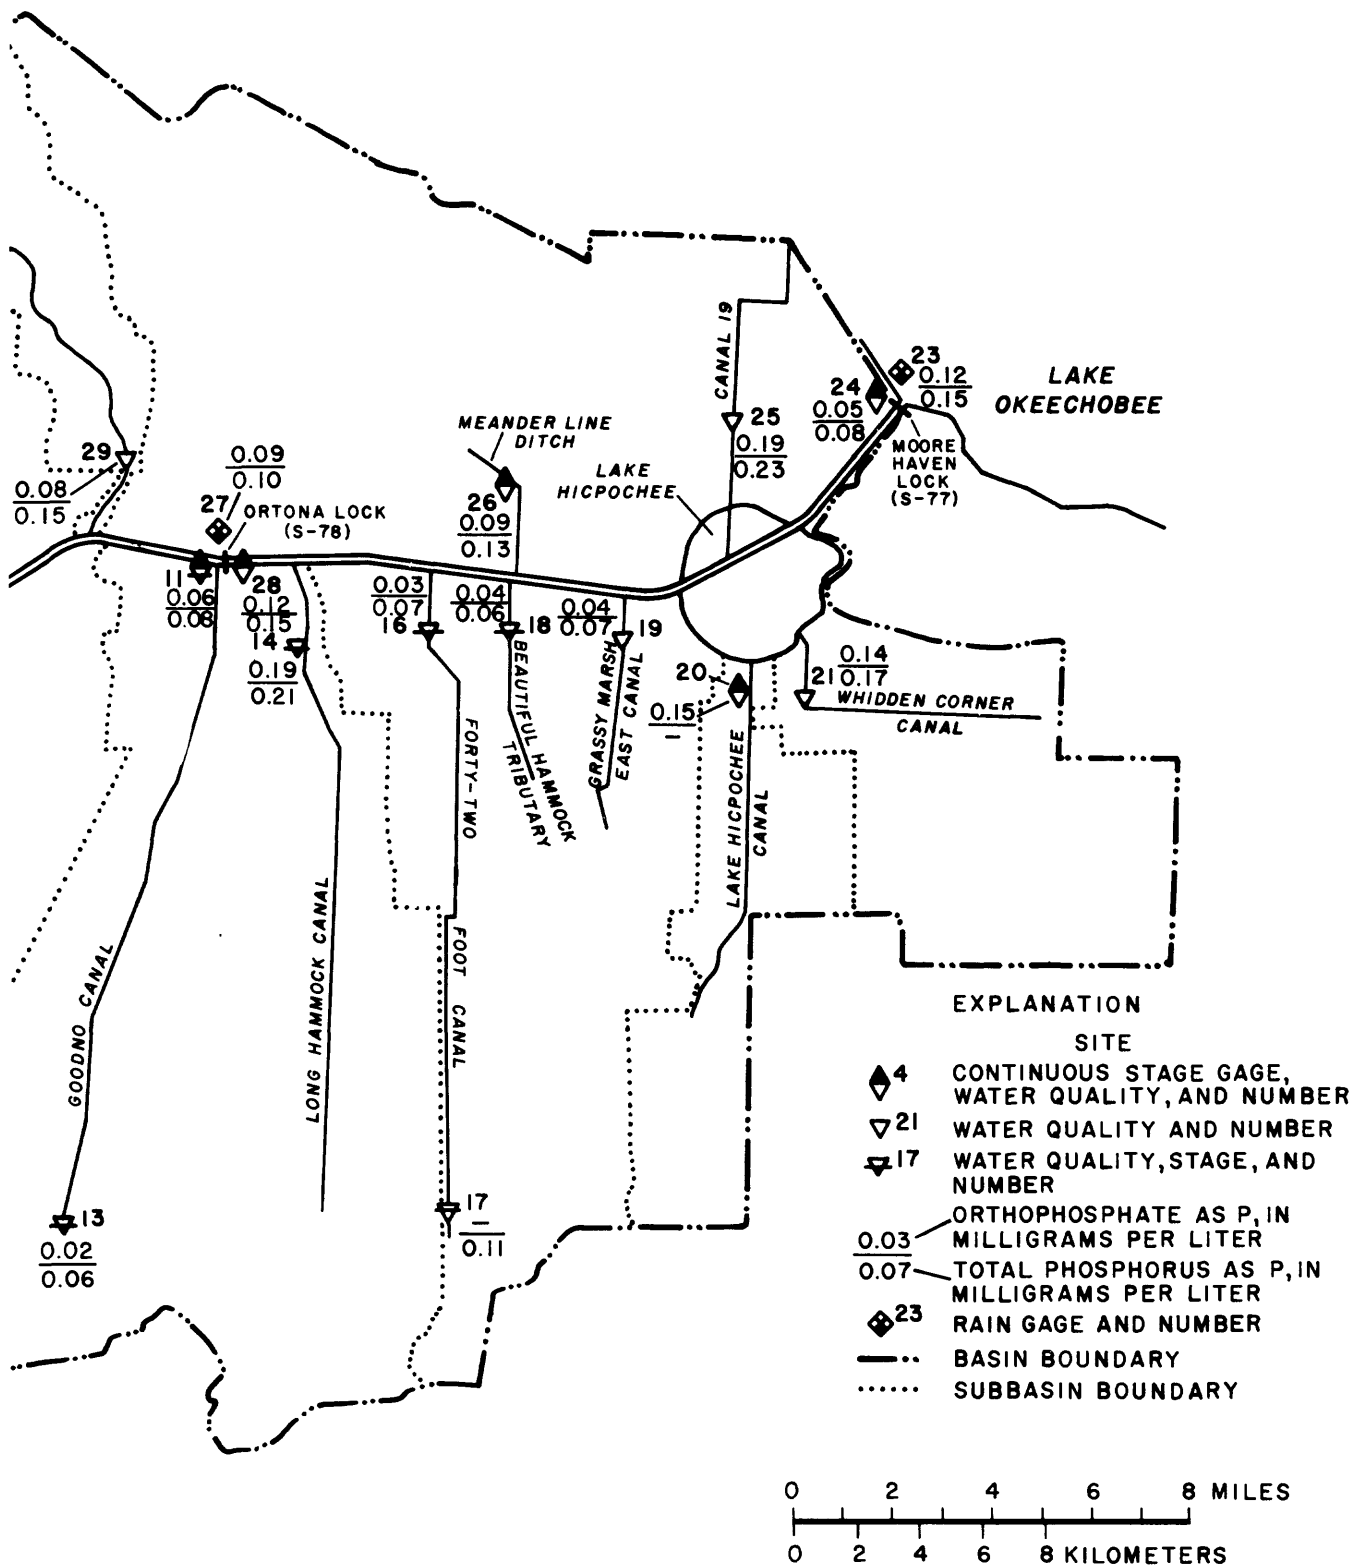 CANAL 19
23
0.12
0.15
LAKE
OKEECHOBEE
24
0.05
0.08
MOORE
HAVEN
LOCK
(S-77)
MEANDER LINE
DITCH
25
0.19
0.23
LAKE
HICPOCHEE
29
0.08
0.15
0.09
0.10
27
ORTONA LOCK
(S-78)
26
0.09
0.13
11
0.06
0.08
28
0.12
0.15
14
0.19
0.21
0.03
0.07
16
0.04
0.06
18
0.04
0.07
19
20
0.15
–
21
0.14
0.17
WHIDDEN CORNER
CANAL
BEAUTIFUL HAMMOCK
TRIBUTARY
GRASSY MARSH
EAST CANAL
LAKE HICPOCHEE
CANAL
FORTY-TWO
FOOT CANAL
LONG HAMMOCK CANAL
GOODNO CANAL
13
0.02
0.06
17
–
0.11
EXPLANATION
SITE
4 CONTINUOUS STAGE GAGE,
WATER QUALITY, AND NUMBER
21 WATER QUALITY AND NUMBER
17 WATER QUALITY, STAGE, AND
NUMBER
0.03 ORTHOPHOSPHATE AS P, IN
MILLIGRAMS PER LITER
0.07 TOTAL PHOSPHORUS AS P, IN
MILLIGRAMS PER LITER
23 RAIN GAGE AND NUMBER
BASIN BOUNDARY
SUBBASIN BOUNDARY
0 2 4 6 8 MILES
0 2 4 6 8 KILOMETERS